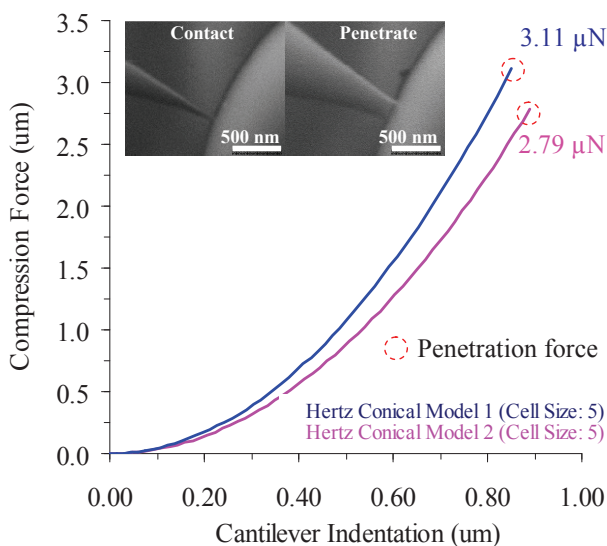 3.5
3.0
2.5
2.0
1.5
1.0
0.5
0.0
0.00
0.20
0.40
0.60
0.80
1.00
Compression Force (um)
Cantilever Indentation (um)
Contact
Penetrate
500 nm
500 nm
3.11 µN
2.79 µN
Penetration force
Hertz Conical Model 1 (Cell Size: 5)
Hertz Conical Model 2 (Cell Size: 5)